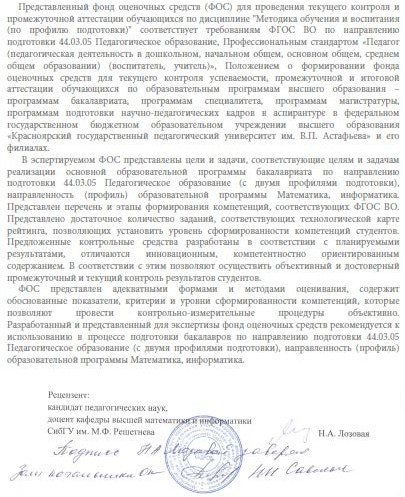 Представленный фонд оценочных средств (ФОС) для проведения текущего контроля и
промежуточной аттестации обучающихся по дисциплине "Методика обучения и воспитания
(по профилю подготовки)" соответствует требованиям ФГОС ВО по направлению
подготовки 44.03.05 Педагогическое образование, Профессиональным стандартом «Педагог
(педагогическая деятельность в дошкольном, начальном общем, основном общем, среднем
общем образовании) (воспитатель, учитель)», Положением о формировании фонда
оценочных средств для текущего контроля успеваемости, промежуточной и итоговой
аттестации обучающихся по образовательным программам высшего образования –
программам бакалавриата, программам специалитета, программам магистратуры,
программам подготовки научно-педагогических кадров в аспирантуре в федеральном
государственном бюджетном образовательном учреждении высшего образования
«Красноярский государственный педагогический университет им. В.П. Астафьева» и его
филиалах.
В экспертируемом ФОС представлены цели и задачи, соответствующие целям и задачам
реализации основной образовательной программы бакалавриата по направлению
подготовки 44.03.05 Педагогическое образование (с двумя профилями подготовки),
направленность (профиль) образовательной программы Математика, информатика.
Представлен перечень и этапы формирования компетенций, соответствующих ФГОС ВО.
Представлено достаточное количество заданий, соответствующих технологической карте
рейтинга, позволяющих установить уровень сформированности компетенций студентов.
Предложенные контрольные средства разработаны в соответствии с планируемыми
результатами, отличаются инновационным, компетентностно ориентированным
содержанием. В соответствии с этим позволяют осуществить объективный и достоверный
промежуточный и текущий контроль результатов студентов.
ФОС представлен адекватными формами и методами оценивания, содержит
обоснованные показатели, критерии и уровни сформированности компетенций, которые
позволяют провести контрольно-измерительные процедуры объективно.
Разработанный и представленный для экспертизы фонд оценочных средств рекомендуется к
использованию в процессе подготовки бакалавров по направлению подготовки 44.03.05
Педагогическое образование (с двумя профилями подготовки), направленность (профиль)
образовательной программы Математика, информатика.
Рецензент:
кандидат педагогических наук,
доцент кафедры высшей математики и информатики
СибГУ им. М.Ф. Решетнева
Н.А. Лозовая
Подпись
Зам начальника